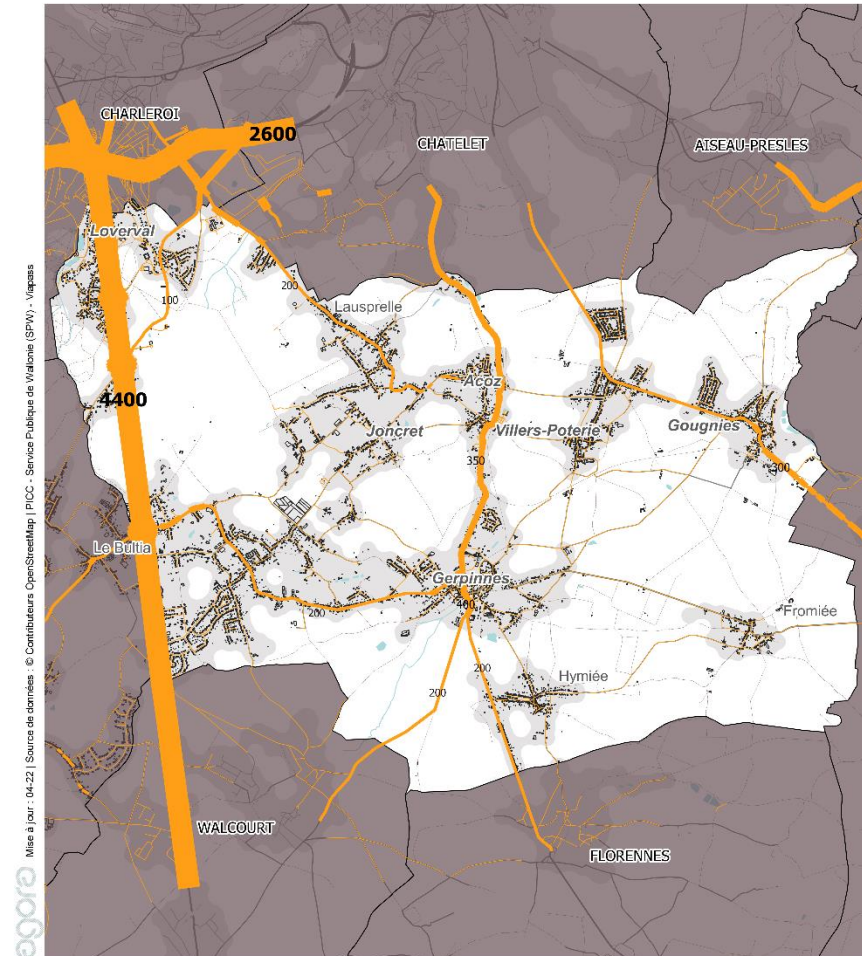 CHARLEROI
2600
CHATELET
AISEAU-PRESLES
Loverval
100
200
Lausprelle
4400
Acoz
Joncret
Villers-Poterie
Gougnies
350
300
Le Bultia
Gerpinnes
400
200
Fromiée
200
Hymiée
200
WALCOURT
FLORENNES
Mise à jour : 04-22 | Source de données : © Contributeurs OpenStreetMap | PICC - Service Publique de Wallonie (SPW) - Viapass
agora